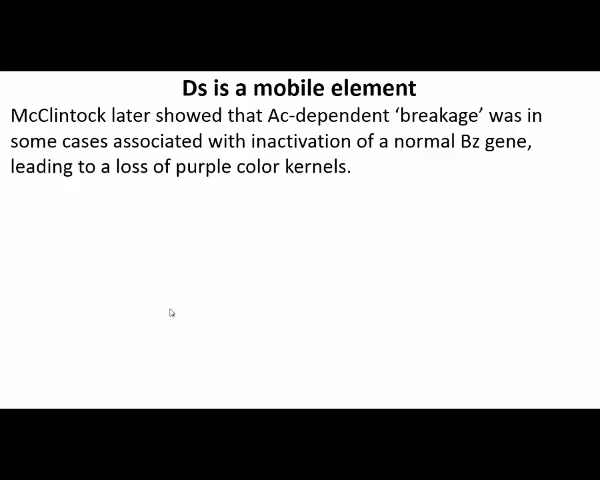 Ds is a mobile element
McClintock later showed that Ac-dependent ‘breakage’ was in
some cases associated with inactivation of a normal Bz gene,
leading to a loss of purple color kernels.